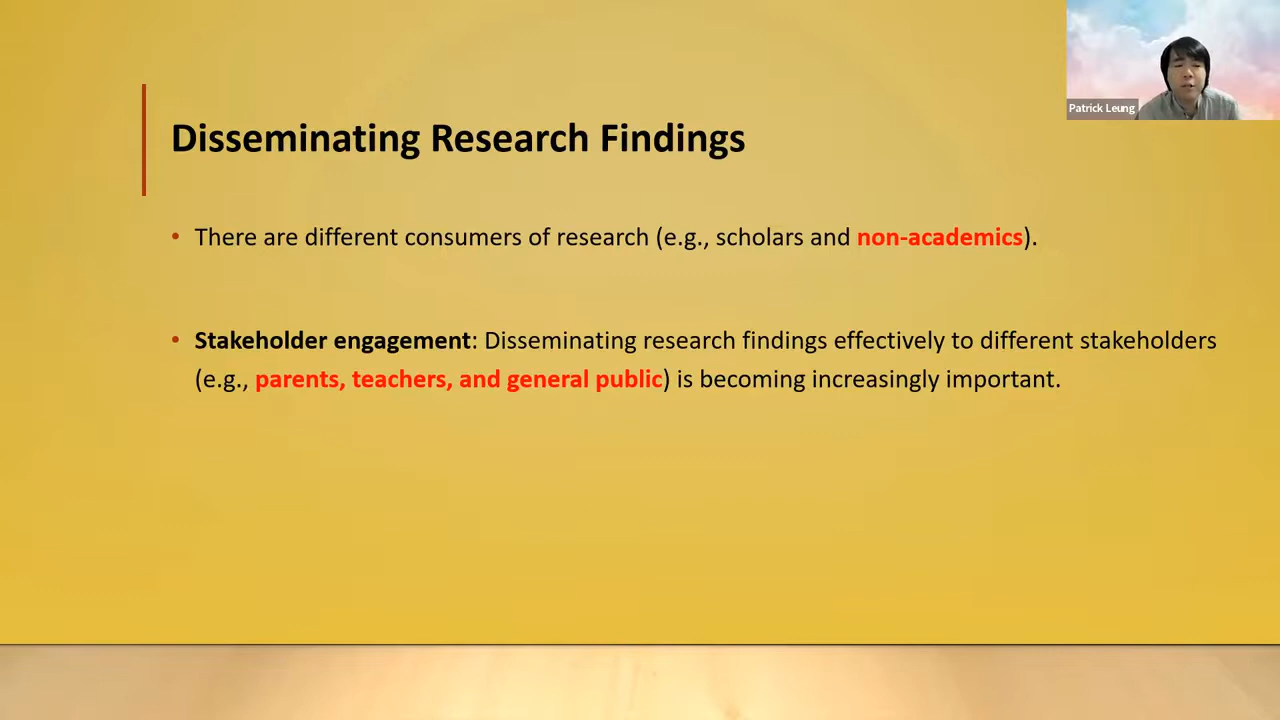 Patrick Leung
Disseminating Research Findings
• There are different consumers of research (e.g., scholars and non-academics).
• Stakeholder engagement: Disseminating research findings effectively to different stakeholders
(e.g., parents, teachers, and general public) is becoming increasingly important.